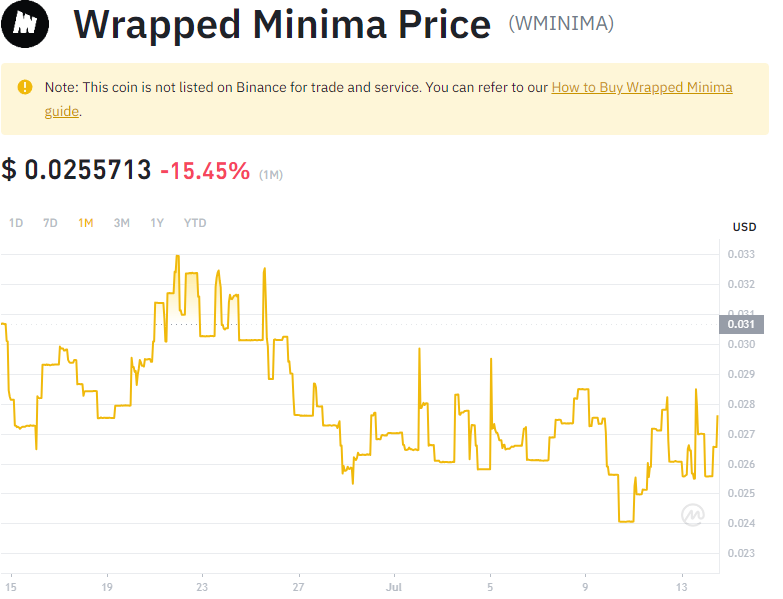 Wrapped Minima Price (WMINIMA)
Note: This coin is not listed on Binance for trade and service. You can refer to our How to Buy Wrapped Minima
guide.
$ 0.0255713 -15.45% (1M)
1D 7D 1M 3M 1Y YTD
USD
0.033
0.032
0.031
0.031
0.030
0.029
0.028
0.027
0.026
0.025
0.024
0.023
15 19 23 27 Jul 5 9 13